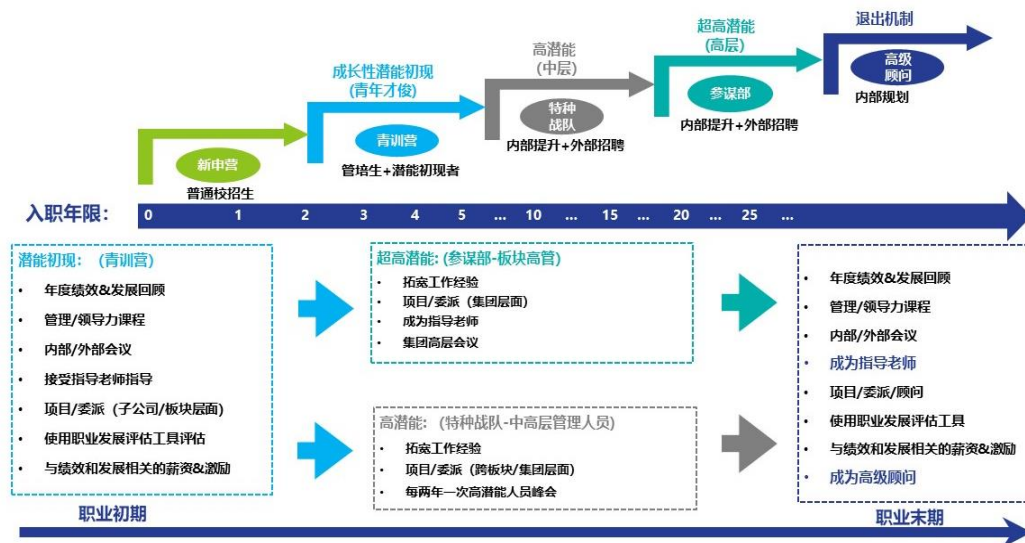 退出机制
超高潜能
(高层)
高级
顾问
内部规划
高潜能
(中层)
参谋部
内部提升+外部招聘
成长性潜能初现
(青年才俊)
特种
战队
内部提升+外部招聘
青训营
管培生+潜能初现者
新申营
普通校招生
入职年限: 0 1 2 3 4 5 ... 10 ... 15 ... 20 ... 25 ...
潜能初现: (青训营)
• 年度绩效&发展回顾
• 管理/领导力课程
• 内部/外部会议
• 接受指导老师指导
• 项目/委派 (子公司/板块层面)
• 使用职业发展评估工具评估
• 与绩效和发展相关的薪资&激励
超高潜能: (参谋部-板块高管)
• 拓宽工作经验
• 项目/委派 (集团层面)
• 成为指导老师
• 集团高层会议
高潜能: (特种战队-中高层管理人员)
• 拓宽工作经验
• 项目/委派 (跨板块/集团层面)
• 每两年一次高潜能人员峰会
• 年度绩效&发展回顾
• 管理/领导力课程
• 内部/外部会议
• 成为指导老师
• 项目/委派/顾问
• 使用职业发展评估工具
• 与绩效和发展相关的薪资&激励
• 成为高级顾问
职业初期
职业末期